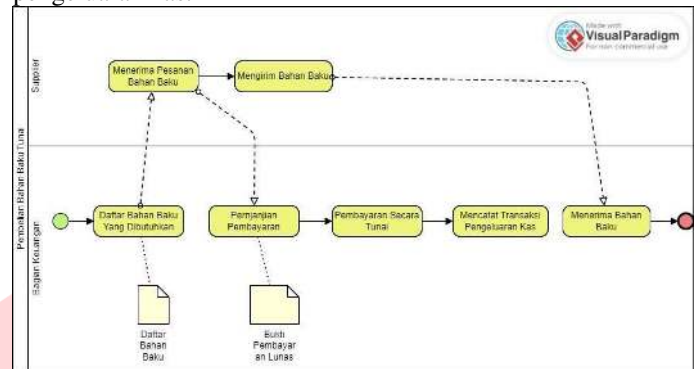 Made with
Visual Paradigm
For non-commercial use
Pembelian Bahan Baku Tunai
Supplier
Menerima Pesanan
Bahan Baku
Mengirim Bahan Baku
Bagian Keuangan
Daftar Bahan Baku
Yang Dibutuhkan
Perjanjian
Pembayaran
Pembayaran Secara
Tunai
Mencatat Transaksi
Pengeluaran Kas
Menerima Bahan
Baku
Daftar
Bahan
Baku
Bukti
Pembayar
an Lunas